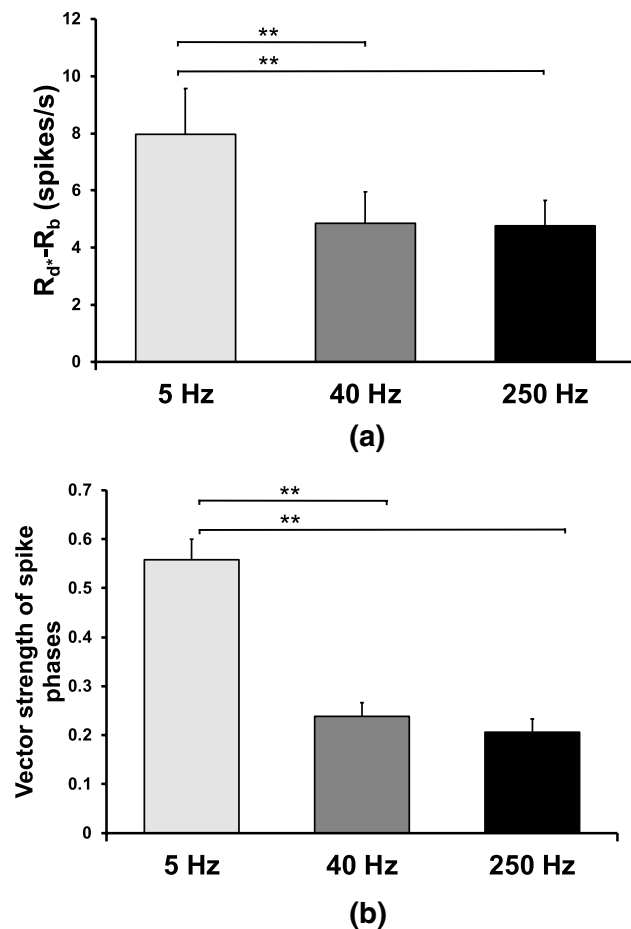 **
**
12
10
8
6
4
2
0
R_d*-R_b (spikes/s)
5 Hz 40 Hz 250 Hz
(a)
**
**
0.7
0.6
0.5
0.4
0.3
0.2
0.1
0
Vector strength of spike
phases
5 Hz 40 Hz 250 Hz
(b)